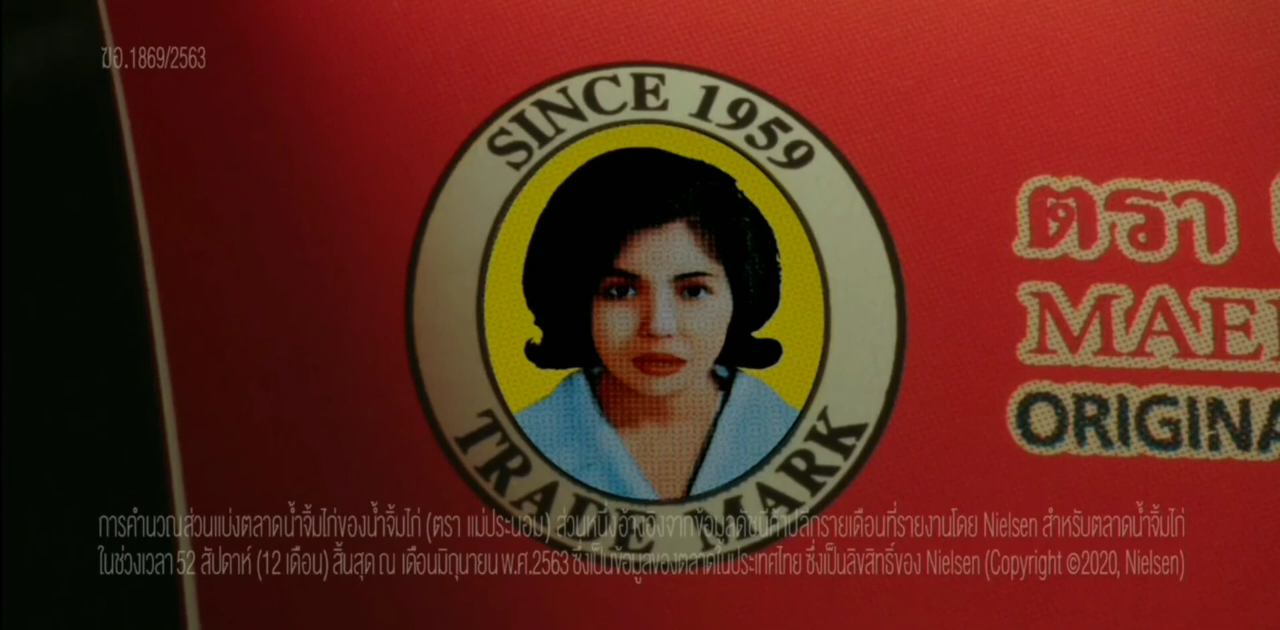 ฆอ.1869/2563
SINCE 1959
ตรา
MAE
ORIGINA
TRADE MARK
การคำนวณส่วนแบ่งตลาดน้ำจิ้มไก่ของน้ำจิ้มไก่ (ตรา แม่ประนอม) ส่วนหนึ่งอ้างอิงจากข้อมูลดัชนีค้าปลีกรายเดือนที่รายงานโดย Nielsen สำหรับตลาดน้ำจิ้มไก่
ในช่วงเวลา 52 สัปดาห์ (12 เดือน) สิ้นสุด ณ เดือนมิถุนายน พ.ศ.2563 ซึ่งเป็นข้อมูลของตลาดในประเทศไทย ซึ่งเป็นลิขสิทธิ์ของ Nielsen (Copyright ©2020, Nielsen)